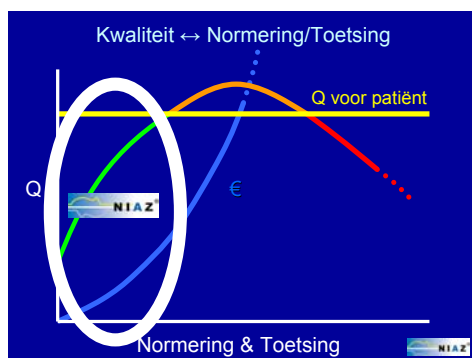 Kwaliteit ↔ Normering/Toetsing
Q voor patiënt
Q
NIAZ®
€
Normering & Toetsing
NIAZ®